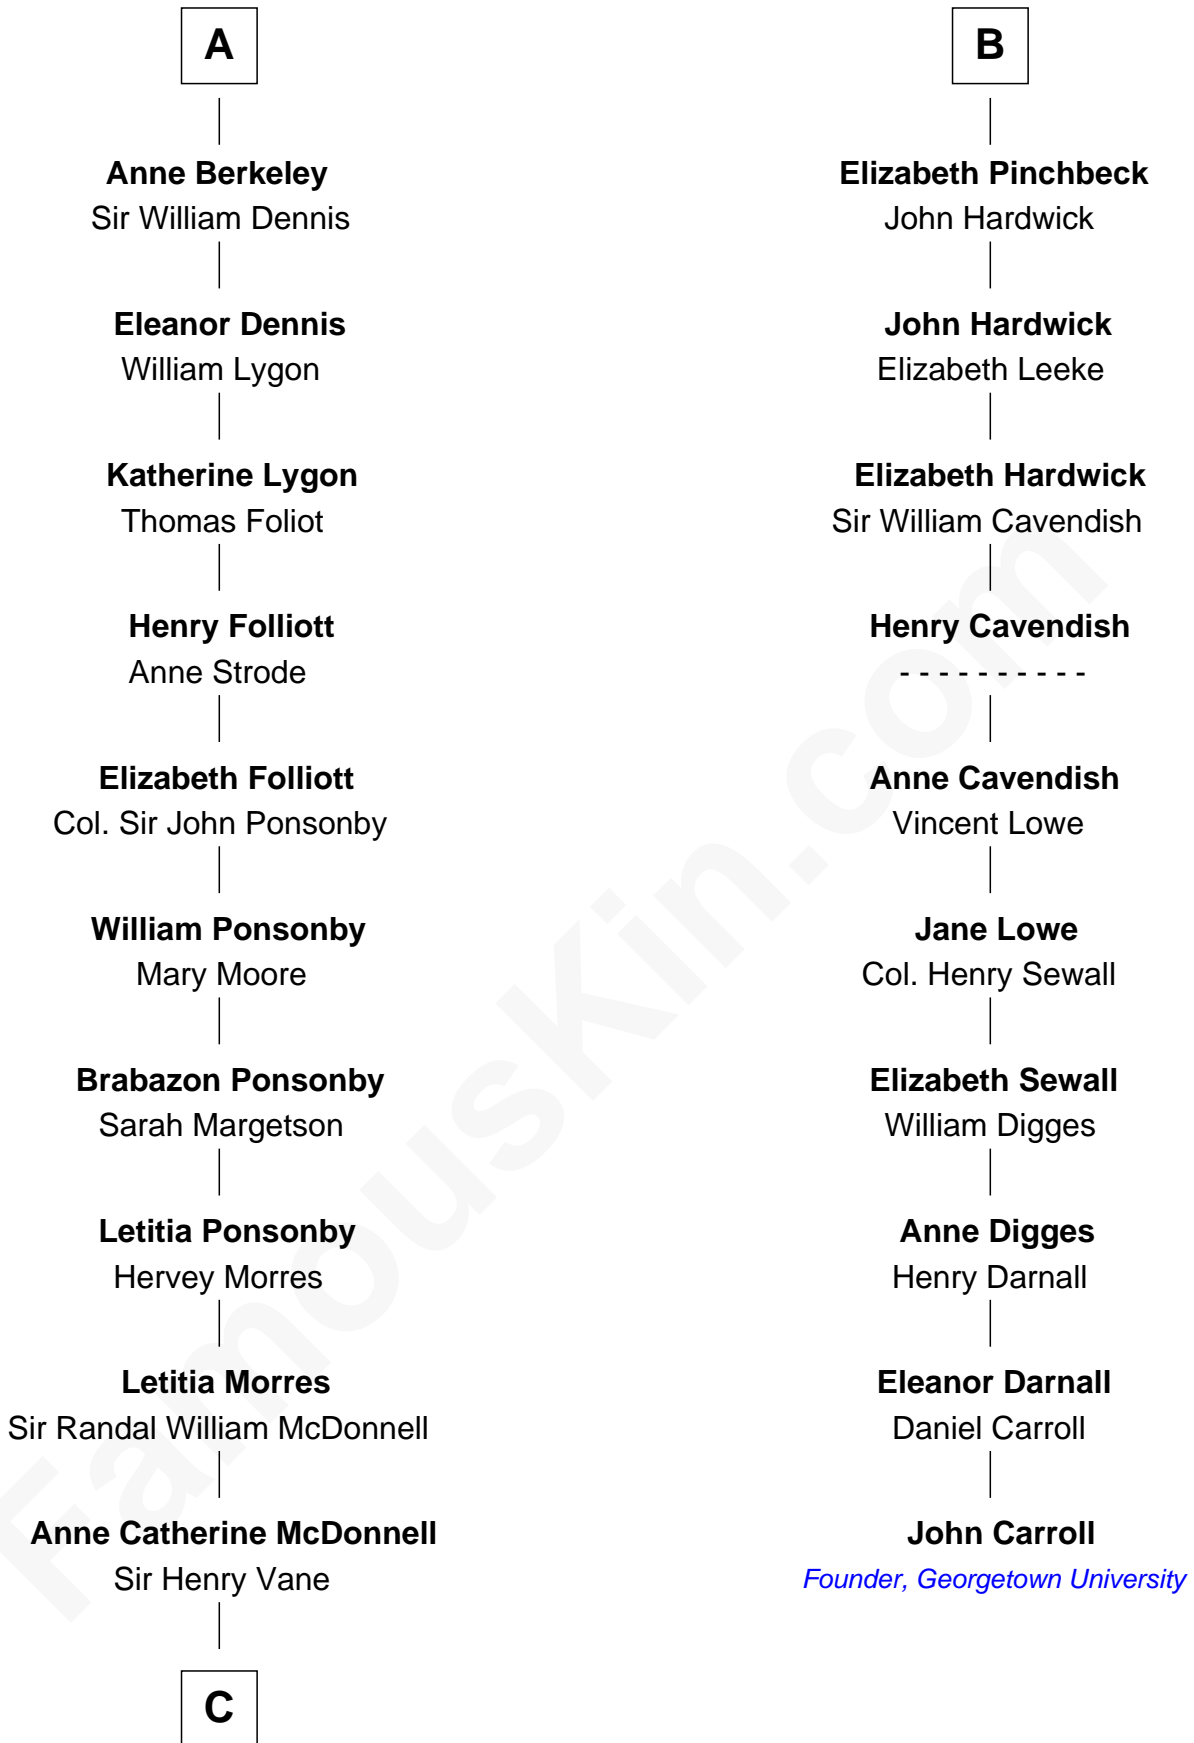 A
Anne Berkeley
Sir William Dennis
Eleanor Dennis
William Lygon
Katherine Lygon
Thomas Foliot
Henry Folliott
Anne Strode
Elizabeth Folliott
Col. Sir John Ponsonby
William Ponsonby
Mary Moore
Brabazon Ponsonby
Sarah Margetson
Letitia Ponsonby
Hervey Morres
Letitia Morres
Sir Randal William McDonnell
Anne Catherine McDonnell
Sir Henry Vane
C
B
Elizabeth Pinchbeck
John Hardwick
John Hardwick
Elizabeth Leeke
Elizabeth Hardwick
Sir William Cavendish
Henry Cavendish
- - - - - - - - - -
Anne Cavendish
Vincent Lowe
Jane Lowe
Col. Henry Sewall
Elizabeth Sewall
William Digges
Anne Digges
Henry Darnall
Eleanor Darnall
Daniel Carroll
John Carroll
Founder, Georgetown University
FamousKin.com